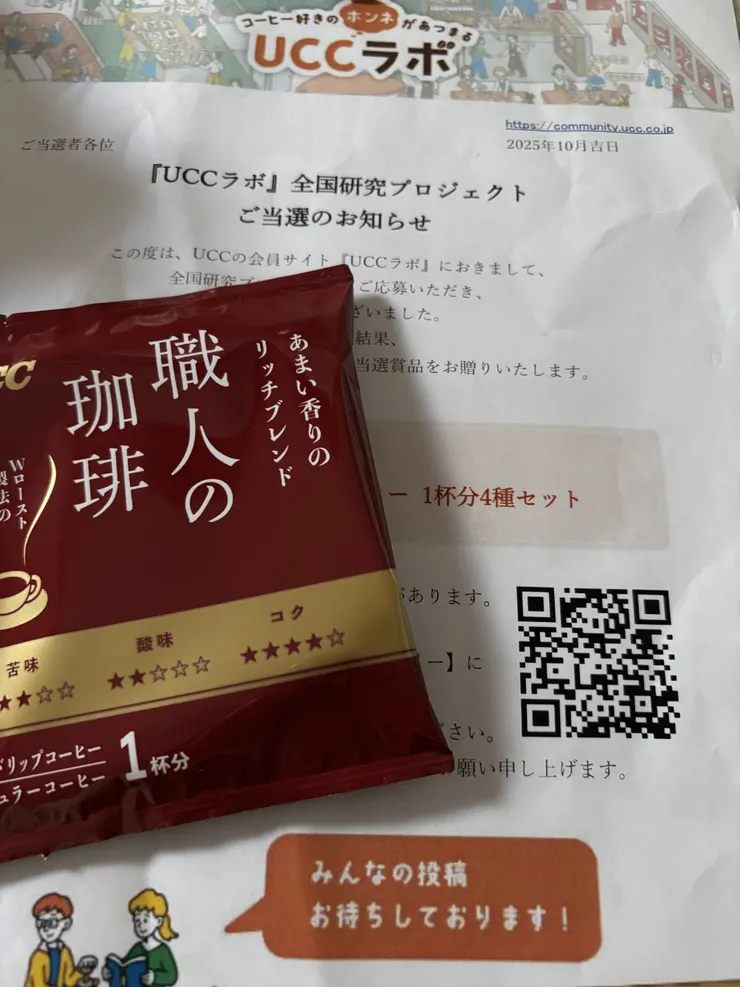 コーヒー好きの ホンネ があつまる
UCCラボ
https://community.ucc.co.jp
ご当選者各位
2025年10月吉日
『UCCラボ』全国研究プロジェクト
ご当選のお知らせ
この度は、UCCの会員サイト『UCCラボ』におきまして、
全国研究プ ご応募いただき、
ざいました。
結果、
当選賞品をお贈りいたします。
ー 1杯分4種セット
があります。
ー】に
ださい。
願い申し上げます。
あまい香りの
リッチブレンド
職人の
珈琲
Wロースト
製法の
苦味
酸味
コク
★★☆☆
★★☆☆☆
★★★★☆
ドリップコーヒー
ュラーコーヒー
1杯分
みんなの投稿
お待ちしております！